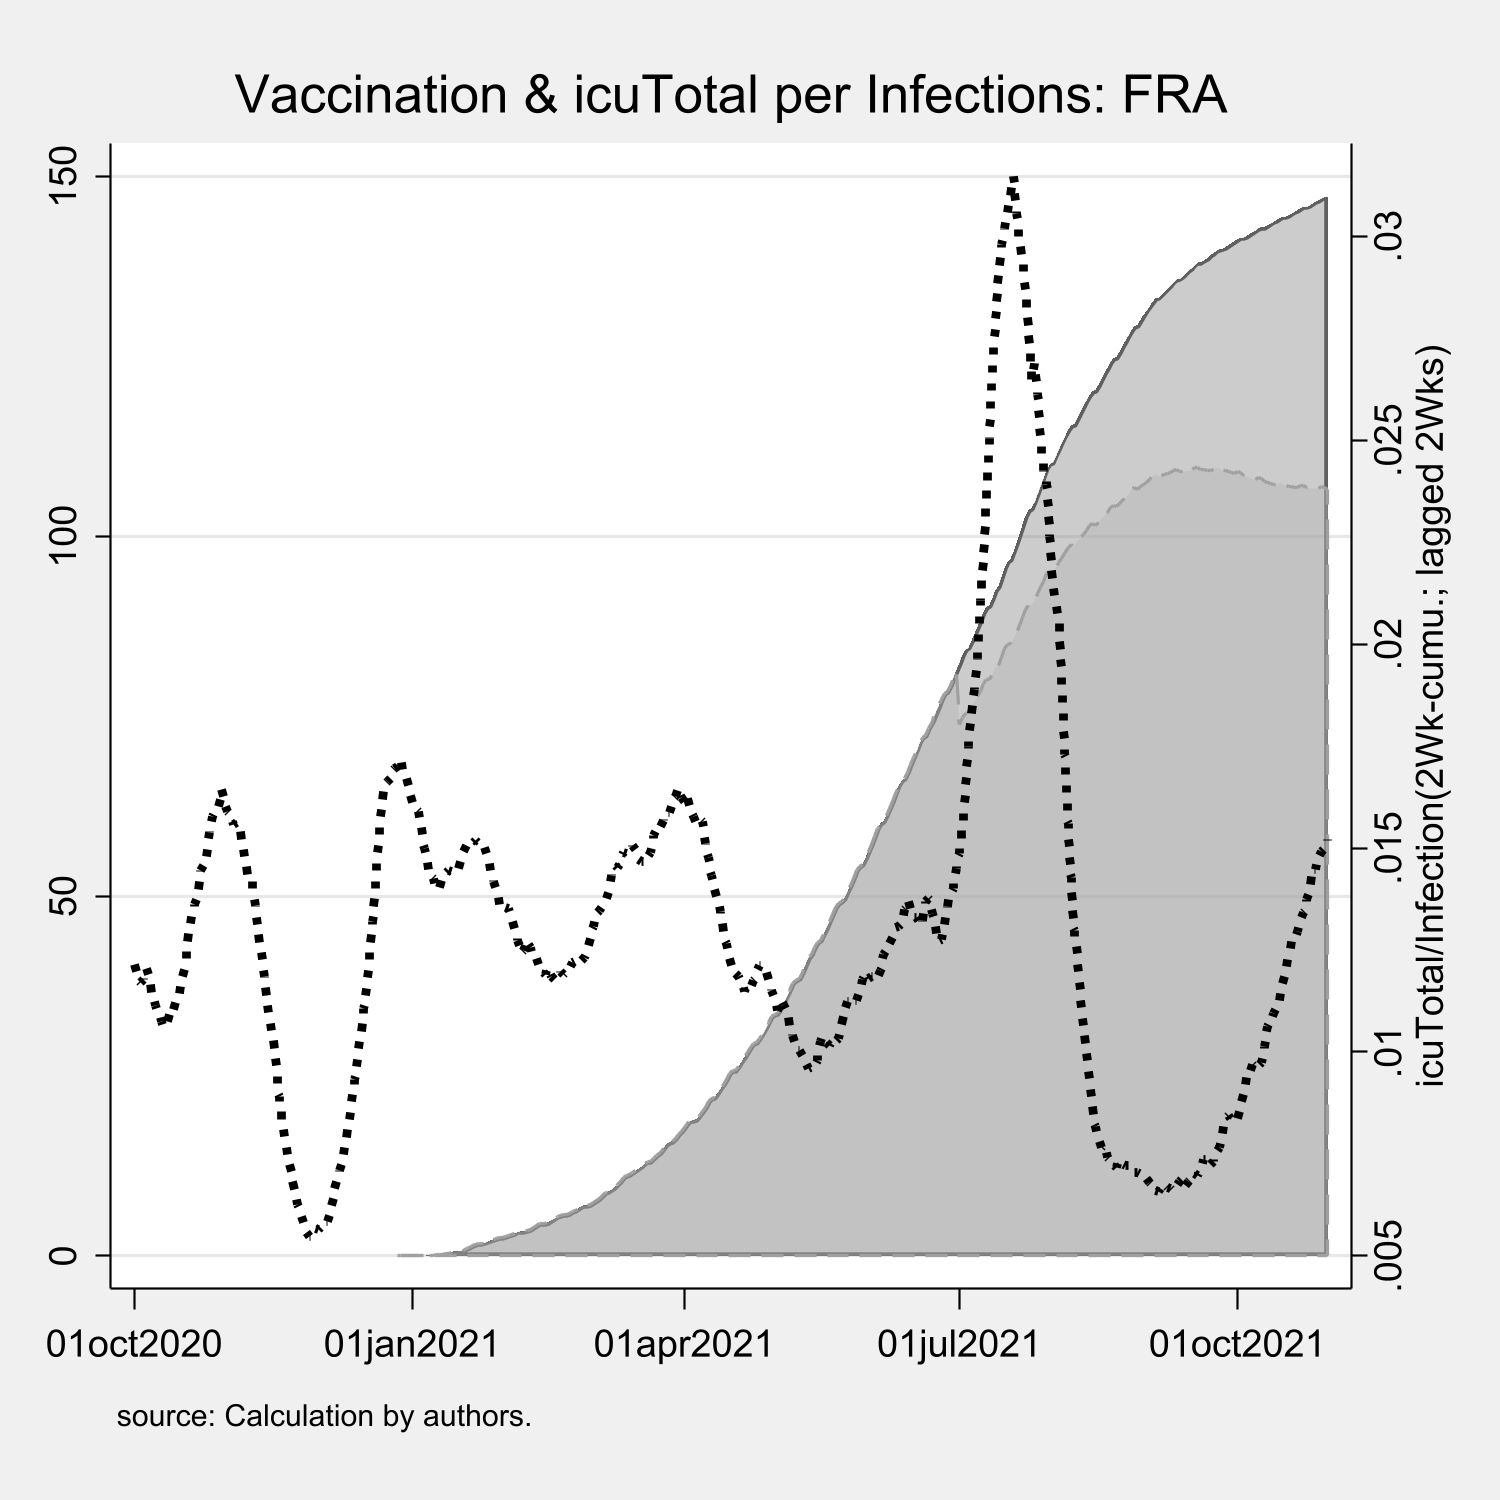 Vaccination & icuTotal per Infections: FRA
150
100
50
0
.03
.025
.02
.015
.01
.005
icuTotal/Infection(2Wk-cumu.; lagged 2Wks)
01oct2020
01jan2021
01apr2021
01jul2021
01oct2021
source: Calculation by authors.